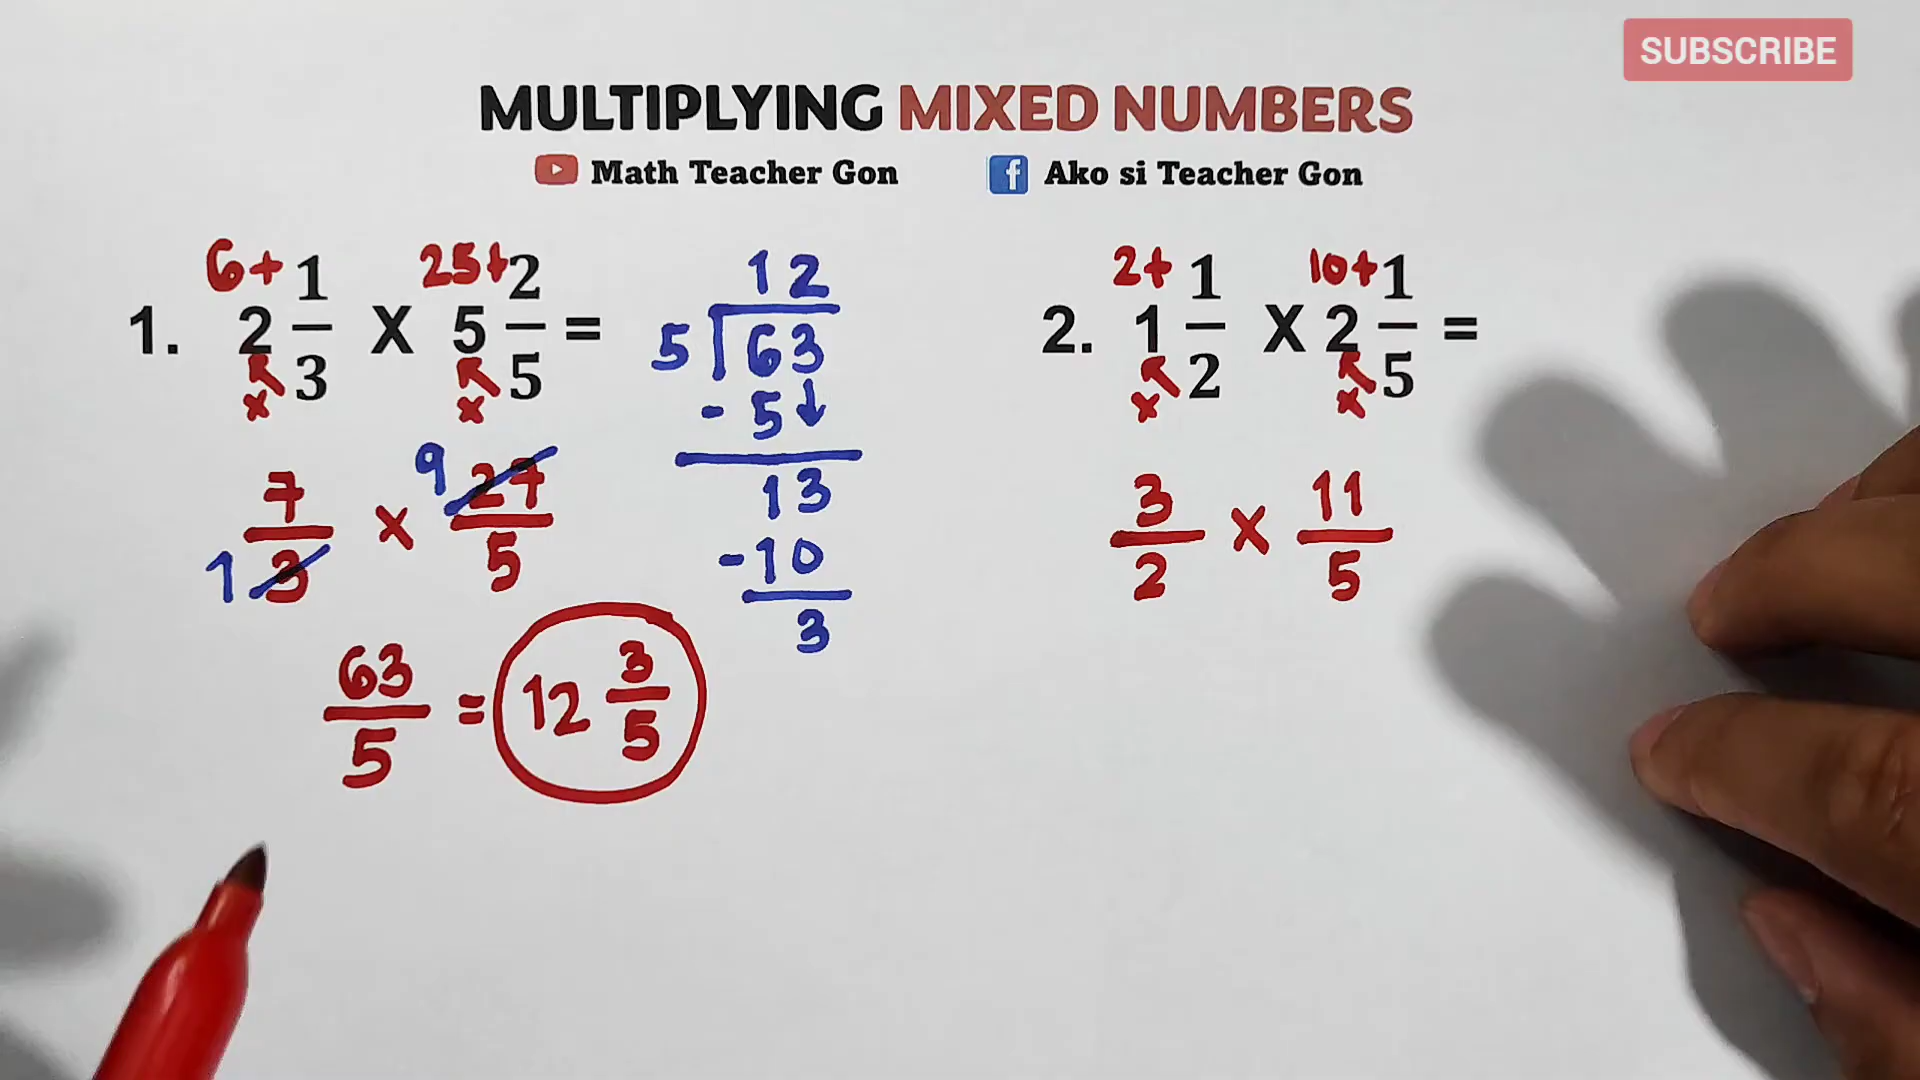 SUBSCRIBE
MULTIPLYING MIXED NUMBERS
Math Teacher Gon Ako si Teacher Gon
6+ 25+
1. 2 1/3 X 5 2/5 =
x x
7/3 x 27/5
9
1
63/5 = 12 3/5
12
5 63
- 5↓
13
-10
3
2+ 10+
2. 1 1/2 X 2 1/5 =
x x
3/2 x 11/5